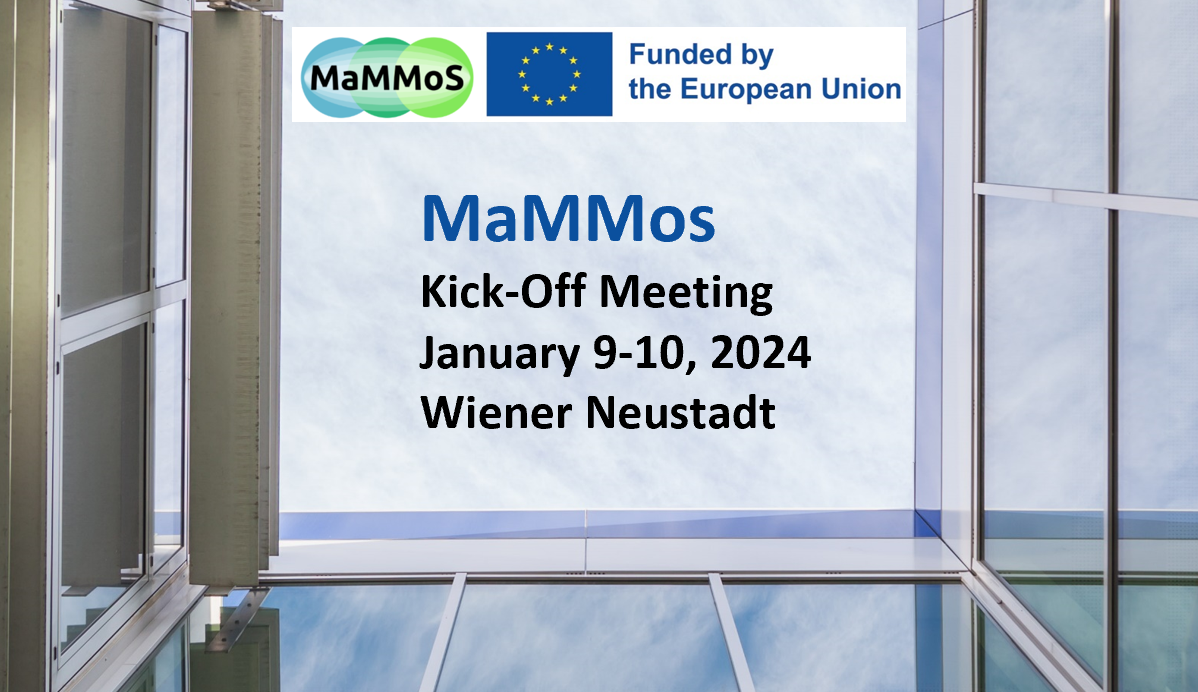 MaMMoS
Funded by
the European Union
MaMMos
Kick-Off Meeting
January 9-10, 2024
Wiener Neustadt